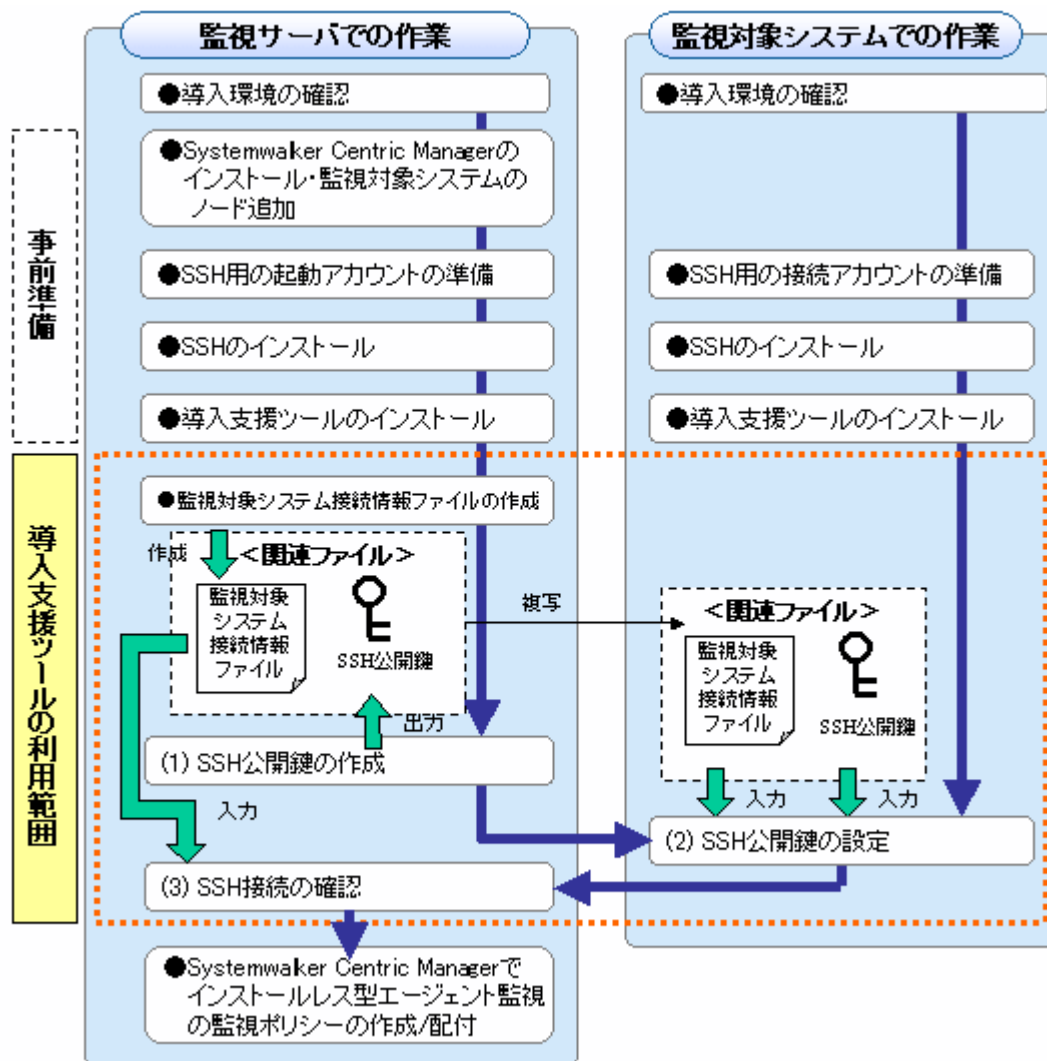 監視サーバでの作業
監視対象システムでの作業
事前準備
●導入環境の確認
●導入環境の確認
●Systemwalker Centric Managerの
インストール・監視対象システムの
ノード追加
●SSH用の起動アカウントの準備
●SSH用の接続アカウントの準備
●SSHのインストール
●SSHのインストール
●導入支援ツールのインストール
●導入支援ツールのインストール
導入支援ツールの利用範囲
●監視対象システム接続情報ファイルの作成
作成
<関連ファイル>
監視対象
システム
接続情報
ファイル
SSH公開鍵
複写
<関連ファイル>
監視対象
システム
接続情報
ファイル
SSH公開鍵
出力
(1) SSH公開鍵の作成
入力
入力
入力
(2) SSH公開鍵の設定
(3) SSH接続の確認
●Systemwalker Centric Managerで
インストールレス型エージェント監視
の監視ポリシーの作成/配付